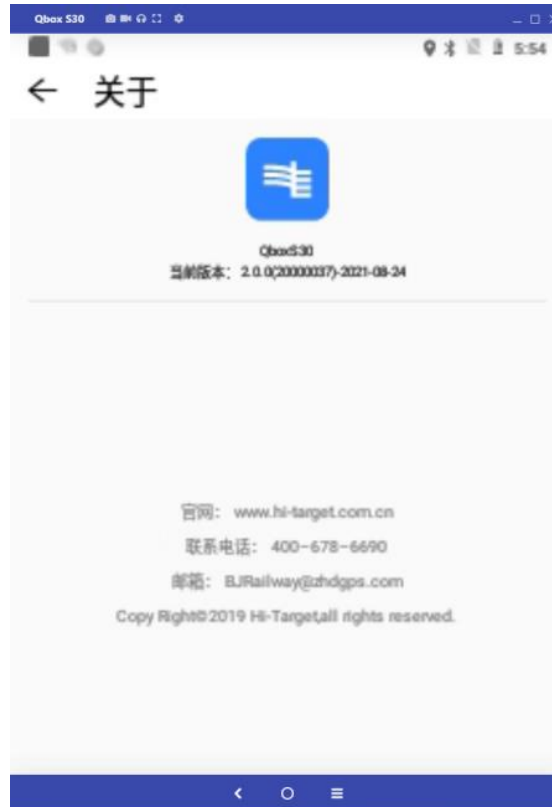 Qbox S30
5:54
关于
QboxS30
当前版本： 2.0.0(20000037)-2021-08-24
官网： www.hi-target.com.cn
联系电话： 400-678-6690
邮箱： BJRailway@zhdgps.com
Copy Right©2019 Hi-Target,all rights reserved.